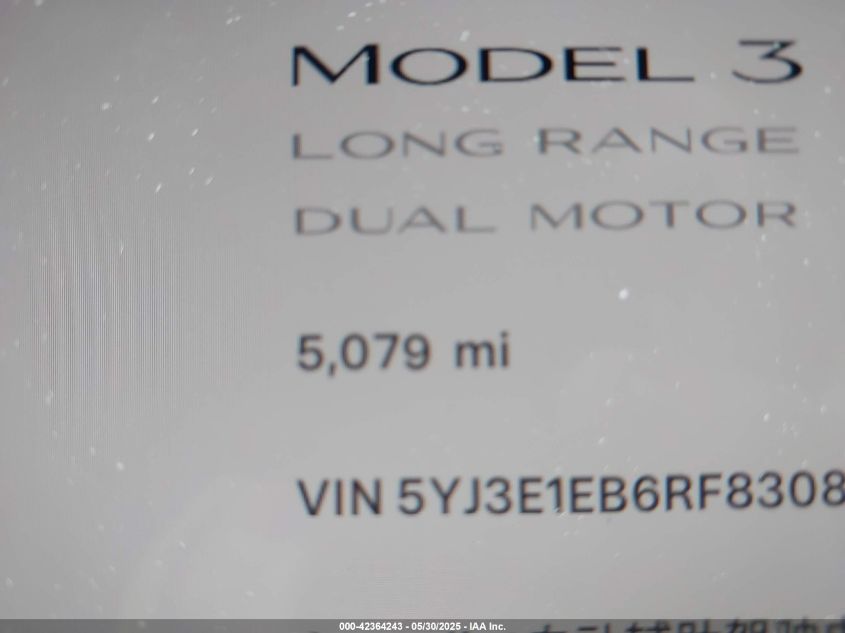 MODEL 3
LONG RANGE
DUAL MOTOR
5,079 mi
VIN 5YJ3E1EB6RF8308
000-42364243 - 05/30/2025 - IAA Inc.